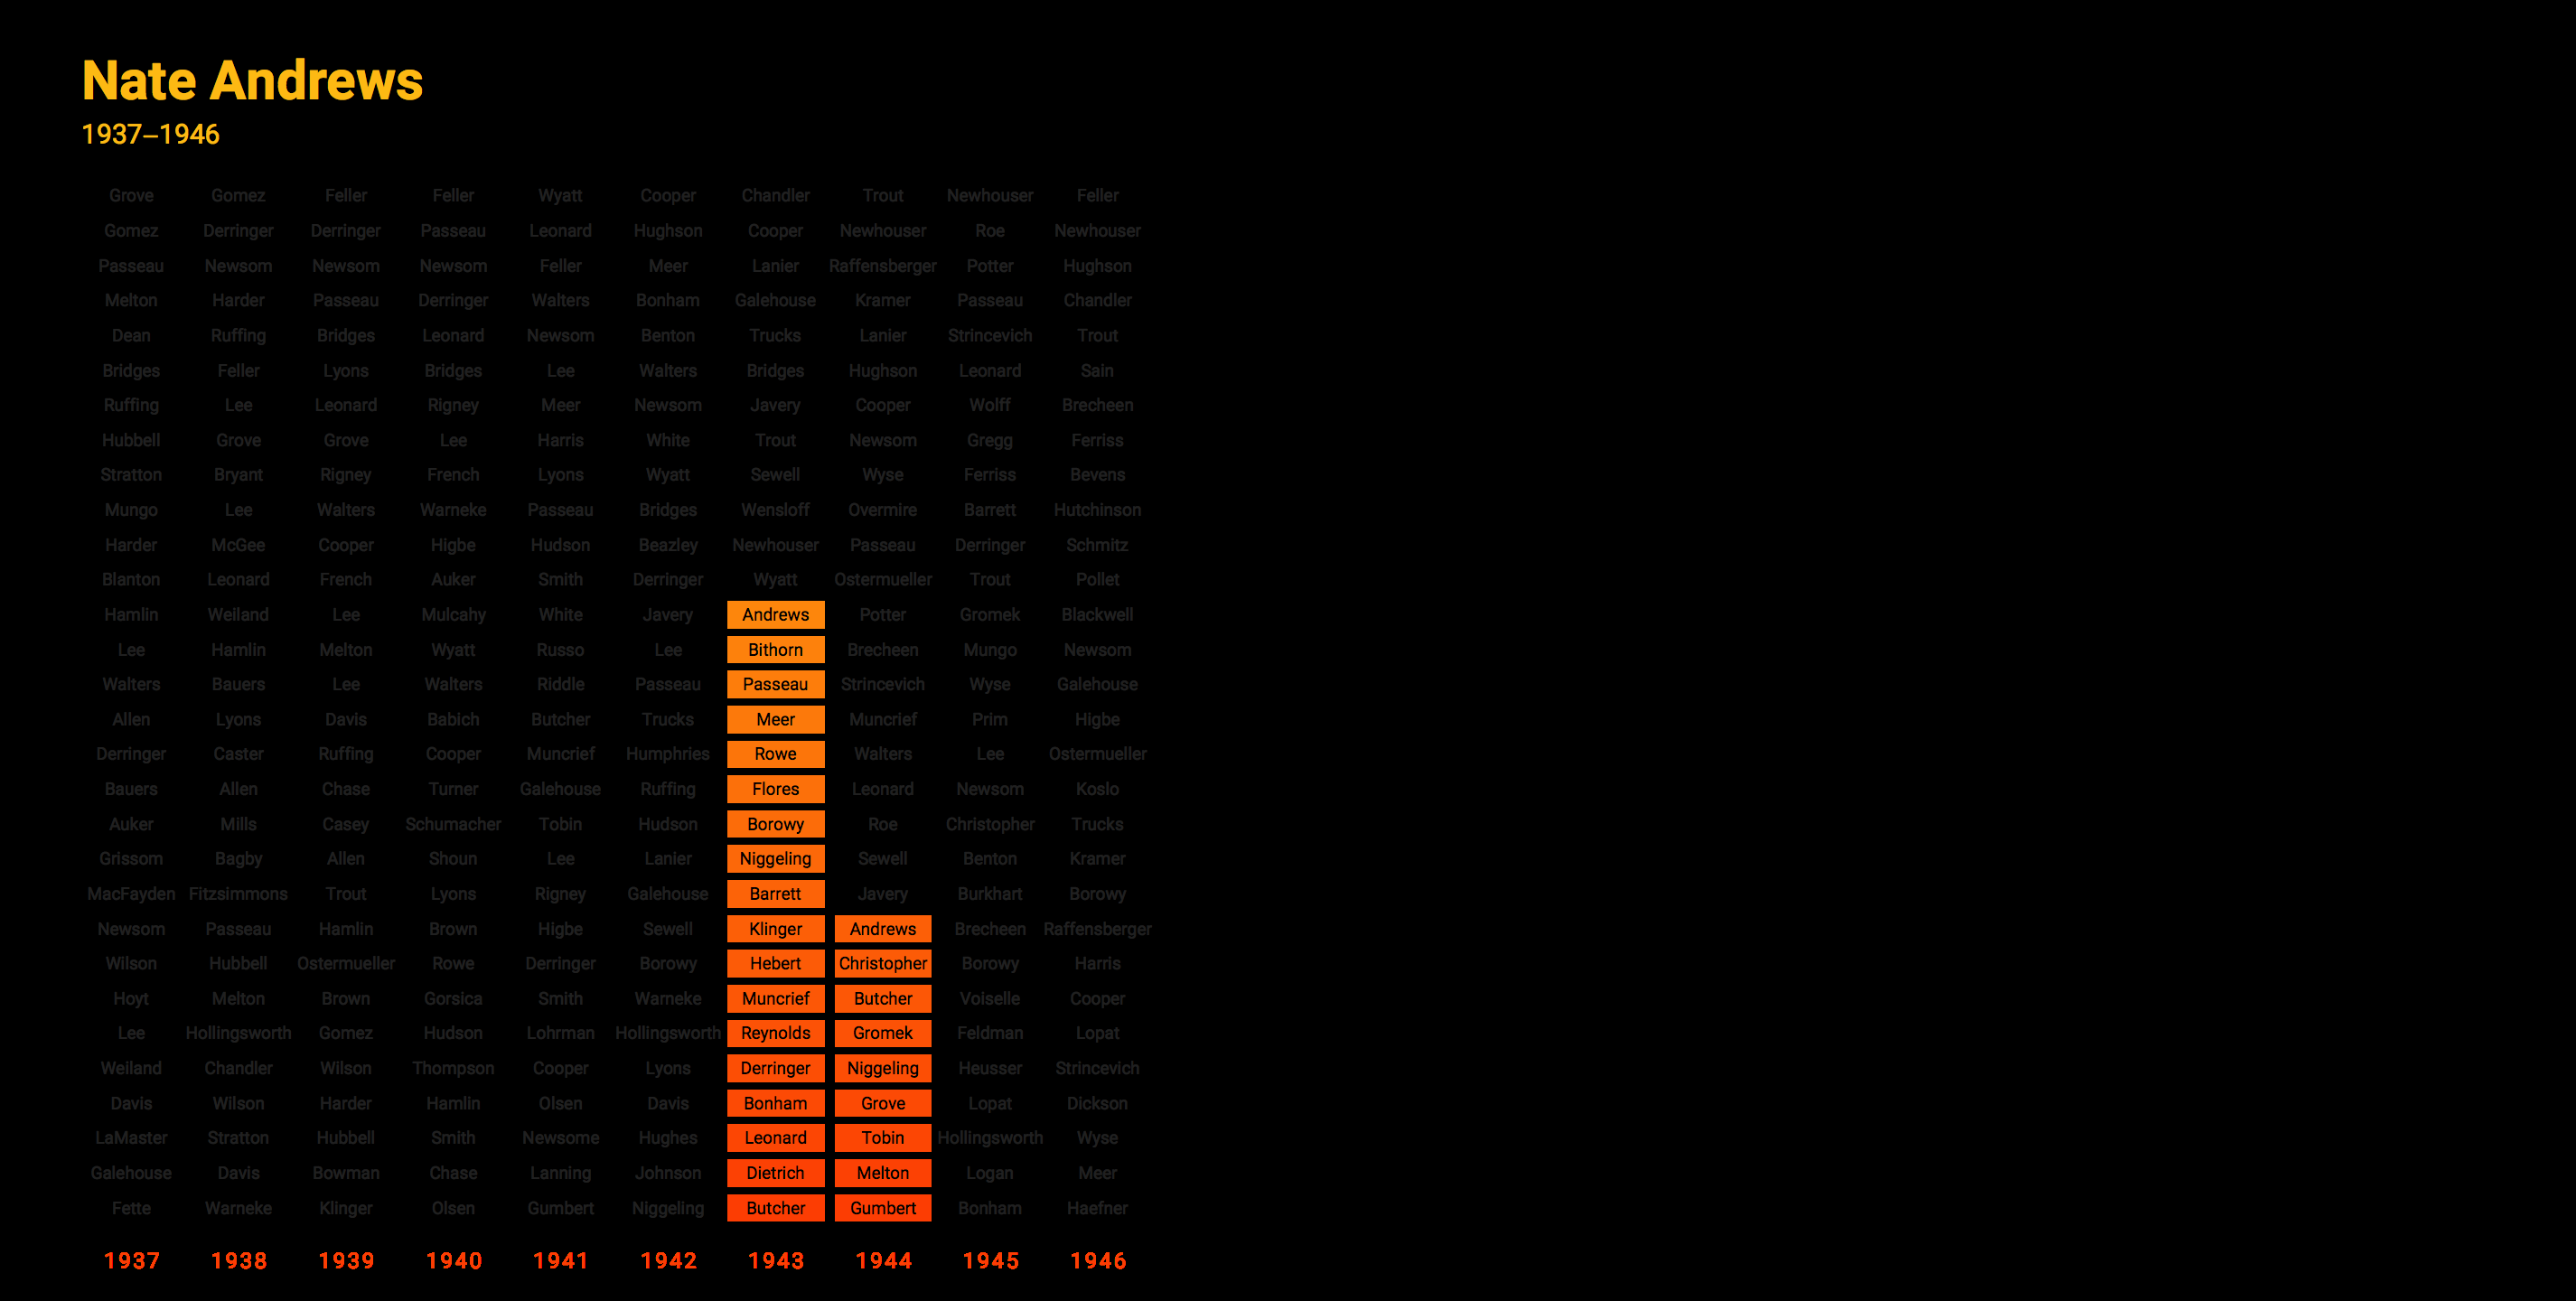 Nate Andrews
1937–1946
Grove Gomez Feller Feller Wyatt Cooper Chandler Trout Newhouser Feller
Gomez Derringer Derringer Passeau Leonard Hughson Cooper Newhouser Roe Newhouser
Passeau Newsom Newsom Newsom Feller Meer Lanier Raffensberger Potter Hughson
Melton Harder Passeau Derringer Walters Bonham Galehouse Kramer Passeau Chandler
Dean Ruffing Bridges Leonard Newsom Benton Trucks Lanier Strincevich Trout
Bridges Feller Lyons Bridges Lee Walters Bridges Hughson Leonard Sain
Ruffing Lee Leonard Rigney Meer Newsom Javery Cooper Wolff Brecheen
Hubbell Grove Grove Lee Harris White Trout Newsom Gregg Ferriss
Stratton Bryant Rigney French Lyons Wyatt Sewell Wyse Ferriss Bevens
Mungo Lee Walters Warneke Passeau Bridges Wensloff Overmire Barrett Hutchinson
Harder McGee Cooper Higbe Hudson Beazley Newhouser Passeau Derringer Schmitz
Blanton Leonard French Auker Smith Derringer Wyatt Ostermueller Trout Pollet
Hamlin Weiland Lee Mulcahy White Javery Andrews Potter Gromek Blackwell
Lee Hamlin Melton Wyatt Russo Lee Bithorn Brecheen Mungo Newsom
Walters Bauers Lee Walters Riddle Passeau Passeau Strincevich Wyse Galehouse
Allen Lyons Davis Babich Butcher Trucks Meer Muncrief Prim Higbe
Derringer Caster Ruffing Cooper Muncrief Humphries Rowe Walters Lee Ostermueller
Bauers Allen Chase Turner Galehouse Ruffing Flores Leonard Newsom Koslo
Auker Mills Casey Schumacher Tobin Hudson Borowy Roe Christopher Trucks
Grissom Bagby Allen Shoun Lee Lanier Niggeling Sewell Benton Kramer
MacFayden Fitzsimmons Trout Lyons Rigney Galehouse Barrett Javery Burkhart Borowy
Newsom Passeau Hamlin Brown Higbe Sewell Klinger Andrews Brecheen Raffensberger
Wilson Hubbell Ostermueller Rowe Derringer Borowy Hebert Christopher Borowy Harris
Hoyt Melton Brown Gorsica Smith Warneke Muncrief Butcher Voiselle Cooper
Lee Hollingsworth Gomez Hudson Lohrman Hollingsworth Reynolds Gromek Feldman Lopat
Weiland Chandler Wilson Thompson Cooper Lyons Derringer Niggeling Heusser Strincevich
Davis Wilson Harder Hamlin Olsen Davis Bonham Grove Lopat Dickson
LaMaster Stratton Hubbell Smith Newsome Hughes Leonard Tobin Hollingsworth Wyse
Galehouse Davis Bowman Chase Lanning Johnson Dietrich Melton Logan Meer
Fette Warneke Klinger Olsen Gumbert Niggeling Butcher Gumbert Bonham Haefner
1937 1938 1939 1940 1941 1942 1943 1944 1945 1946